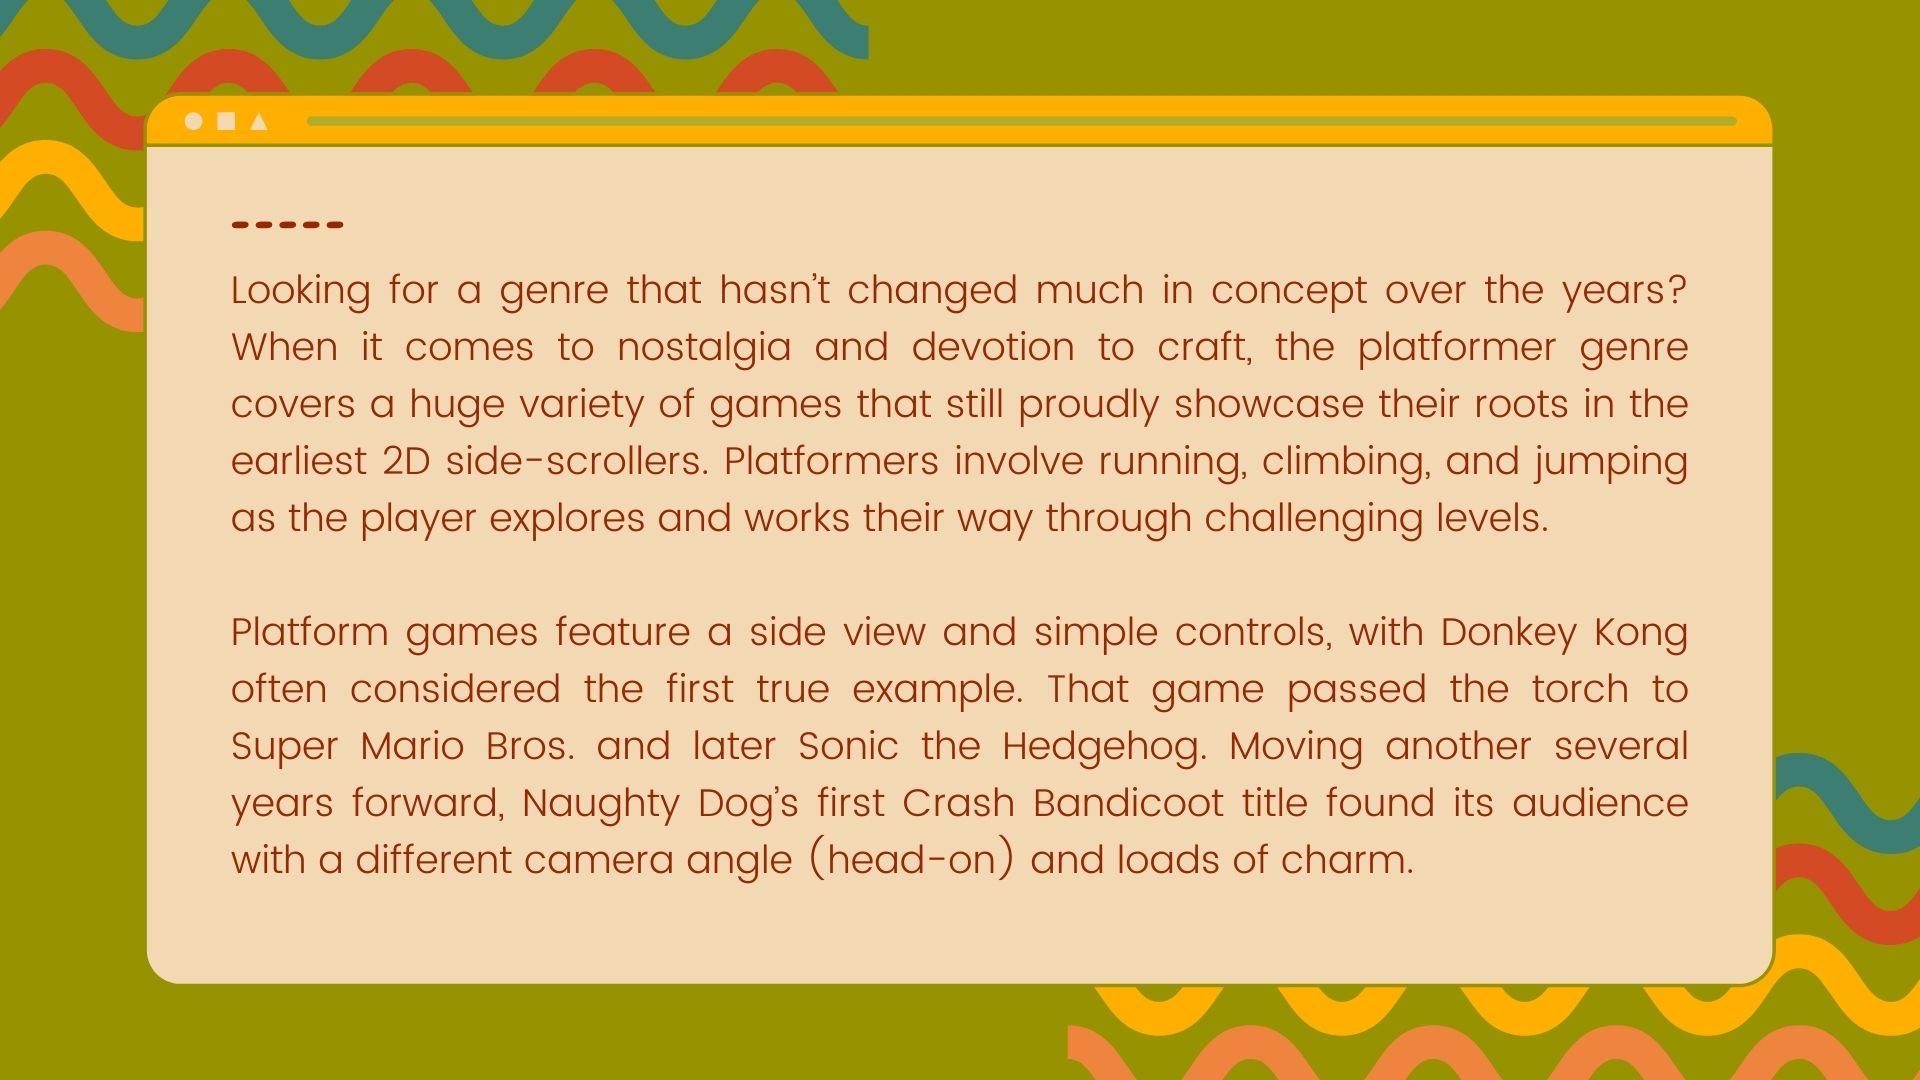 -----
Looking for a genre that hasn’t changed much in concept over the years?
When it comes to nostalgia and devotion to craft, the platformer genre
covers a huge variety of games that still proudly showcase their roots in the
earliest 2D side-scrollers. Platformers involve running, climbing, and jumping
as the player explores and works their way through challenging levels.
Platform games feature a side view and simple controls, with Donkey Kong
often considered the first true example. That game passed the torch to
Super Mario Bros. and later Sonic the Hedgehog. Moving another several
years forward, Naughty Dog’s first Crash Bandicoot title found its audience
with a different camera angle (head-on) and loads of charm.